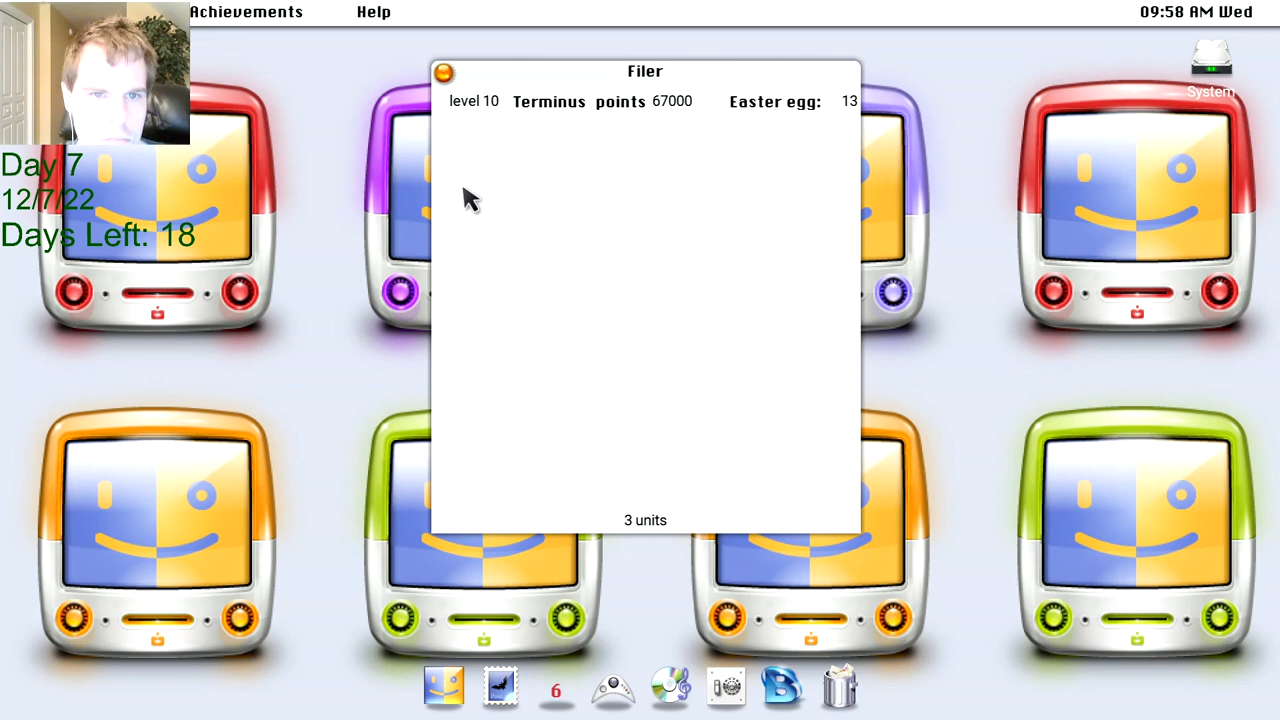 Achievements Help 09:58 AM Wed
Filer
level 10 Terminus points 67000 Easter egg: 13
System
Day 7
12/7/22
Days Left: 18
3 units
6
B